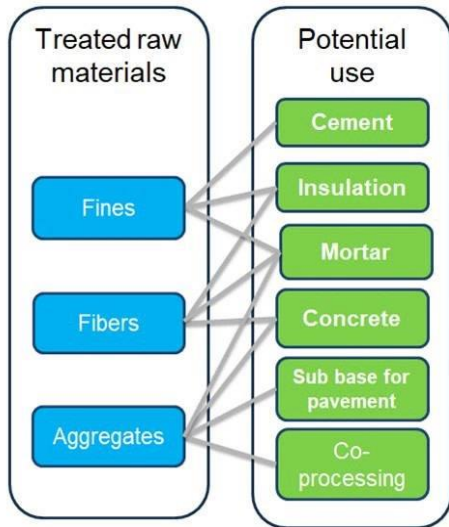 Treated raw
materials
Fines
Fibers
Aggregates
Potential
use
Cement
Insulation
Mortar
Concrete
Sub base for
pavement
Co-
processing